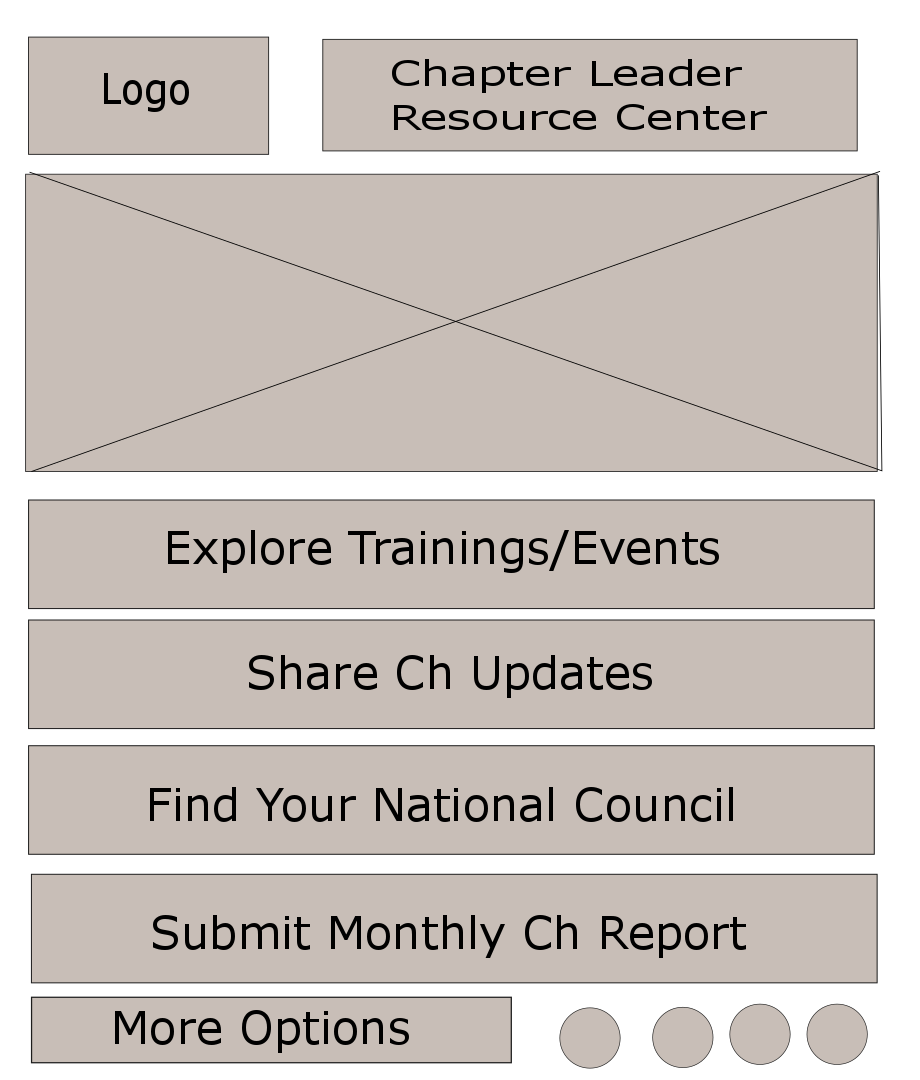 Logo
Chapter Leader
Resource Center
Explore Trainings/Events
Share Ch Updates
Find Your National Council
Submit Monthly Ch Report
More Options